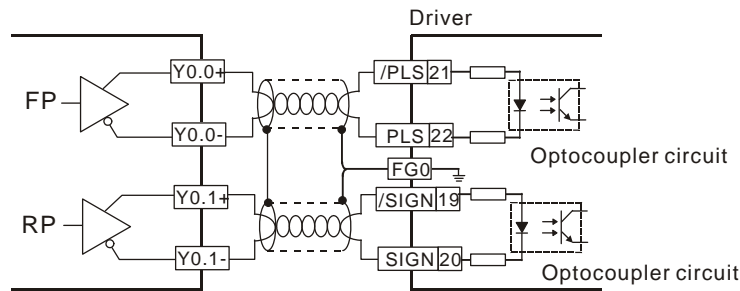 Driver
FP
Y0.0+
Y0.0-
/PLS 21
PLS 22
Optocoupler circuit
FG0
RP
Y0.1+
Y0.1-
/SIGN 19
SIGN 20
Optocoupler circuit